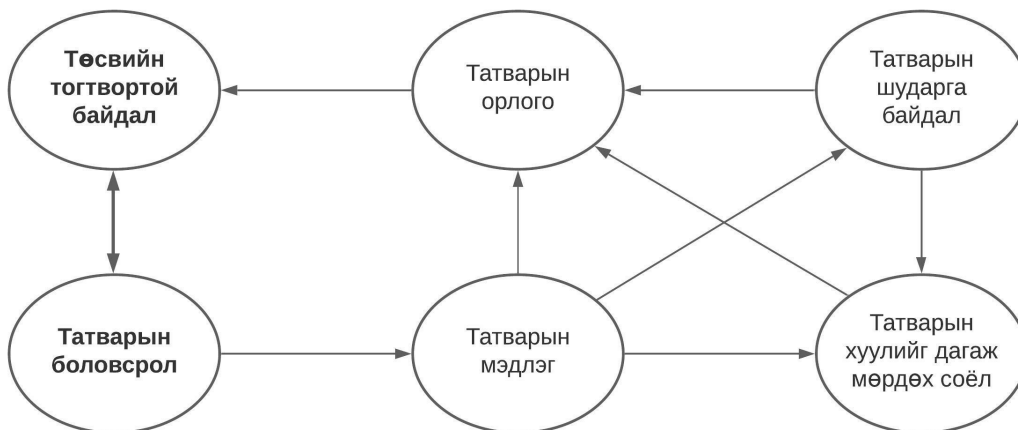 Төсвийн
тогтвортой
байдал
Татварын
орлого
Татварын
шударга
байдал
Татварын
боловсрол
Татварын
мэдлэг
Татварын
хуулийг дагаж
мөрдөх соёл